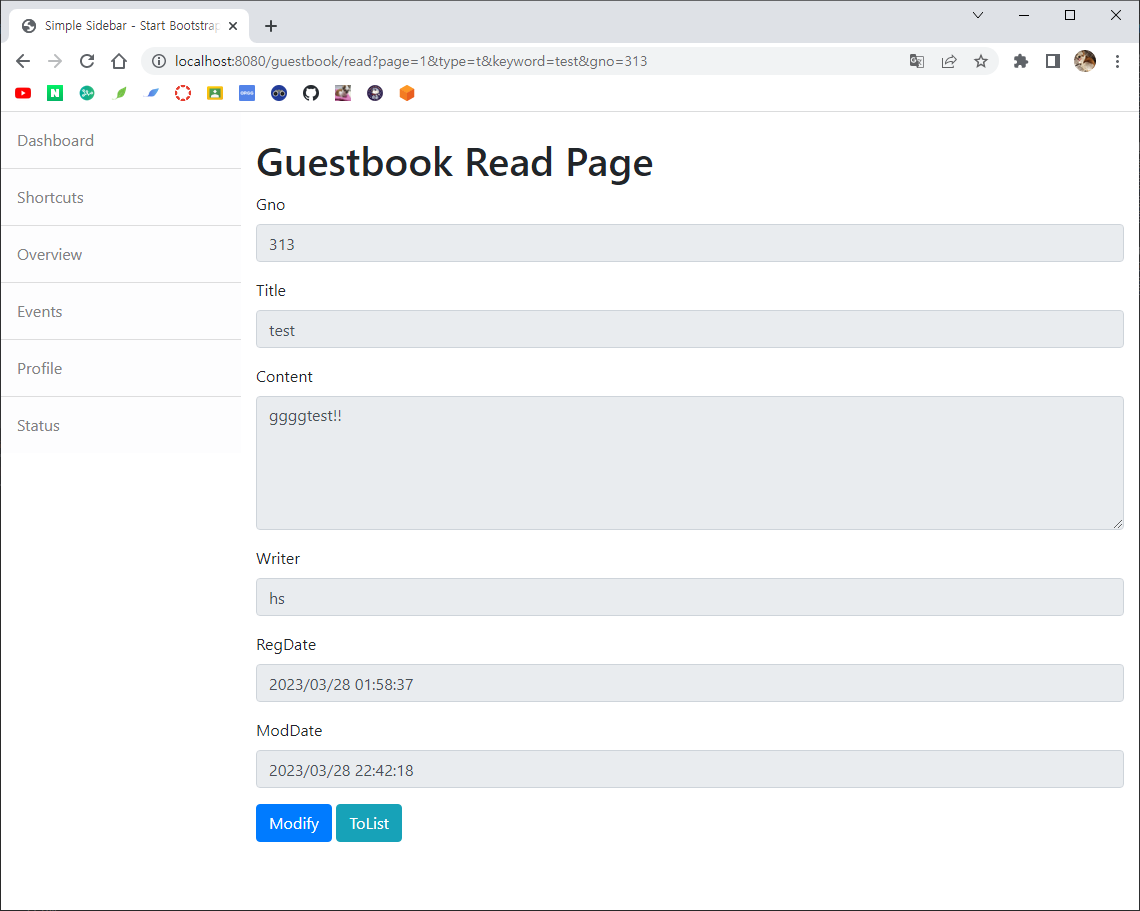 Simple Sidebar - Start Bootstrap
localhost:8080/guestbook/read?page=1&type=t&keyword=test&gno=313
Dashboard
Shortcuts
Overview
Events
Profile
Status
Guestbook Read Page
Gno
313
Title
test
Content
ggggtest!!
Writer
hs
RegDate
2023/03/28 01:58:37
ModDate
2023/03/28 22:42:18
Modify ToList